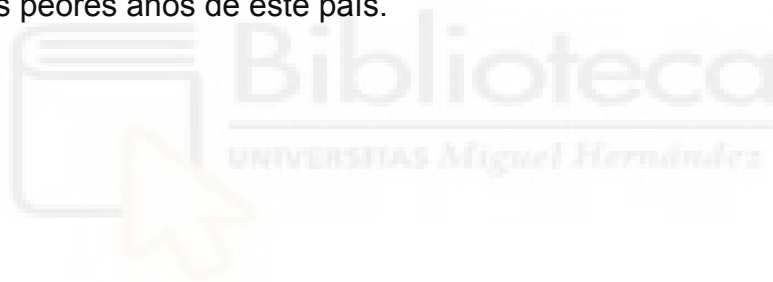 s peores años de este país.
Biblioteca
UNIVERSITAS Miguel Hernández